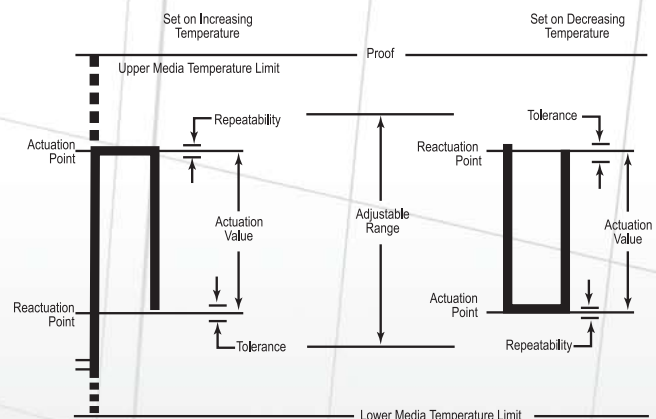 Set on Increasing
Temperature
Set on Decreasing
Temperature
Proof
Upper Media Temperature Limit
Repeatability
Tolerance
Actuation
Point
Reactuation
Point
Actuation
Value
Adjustable
Range
Actuation
Value
Reactuation
Point
Actuation
Point
Tolerance
Repeatability
Lower Media Temperature Limit